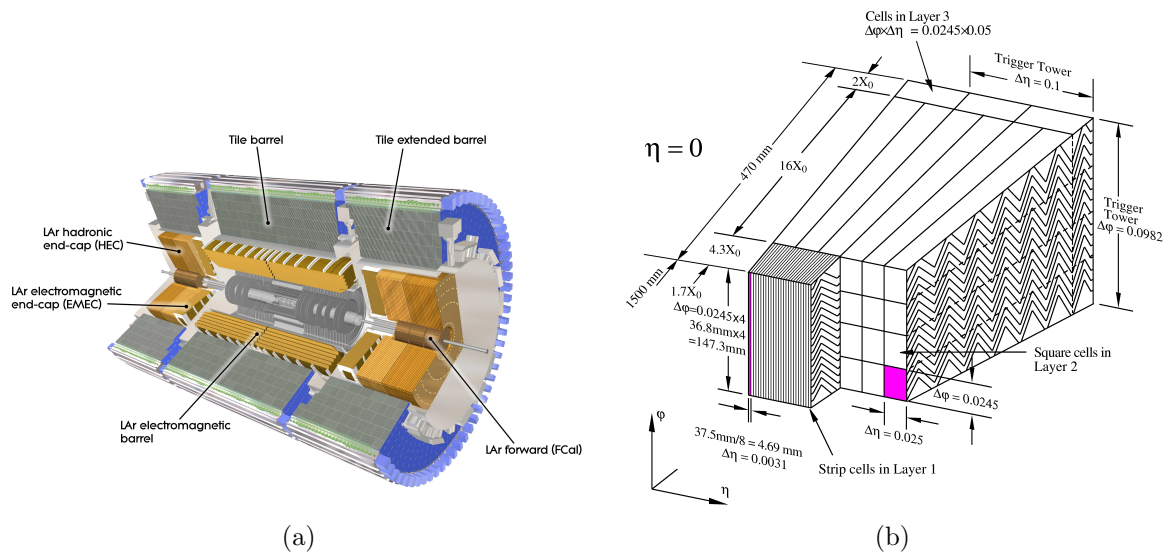 Tile barrel
Tile extended barrel
LAr hadronic
end-cap (HEC)
LAr electromagnetic
end-cap (EMEC)
LAr electromagnetic
barrel
LAr forward (FCal)
(a)
Cells in Layer 3
Δφ×Δη = 0.0245×0.05
Trigger Tower
Δη = 0.1
2X₀
η = 0
470 mm
16X₀
Trigger
Tower
Δφ = 0.0982
4.3X₀
1500 mm
1.7X₀
Δφ=0.0245x4
36.8mmx4
=147.3mm
Square cells in
Layer 2
Δφ = 0.0245
Δη = 0.025
37.5mm/8 = 4.69 mm
Δη = 0.0031
Strip cells in Layer 1
φ
η
(b)